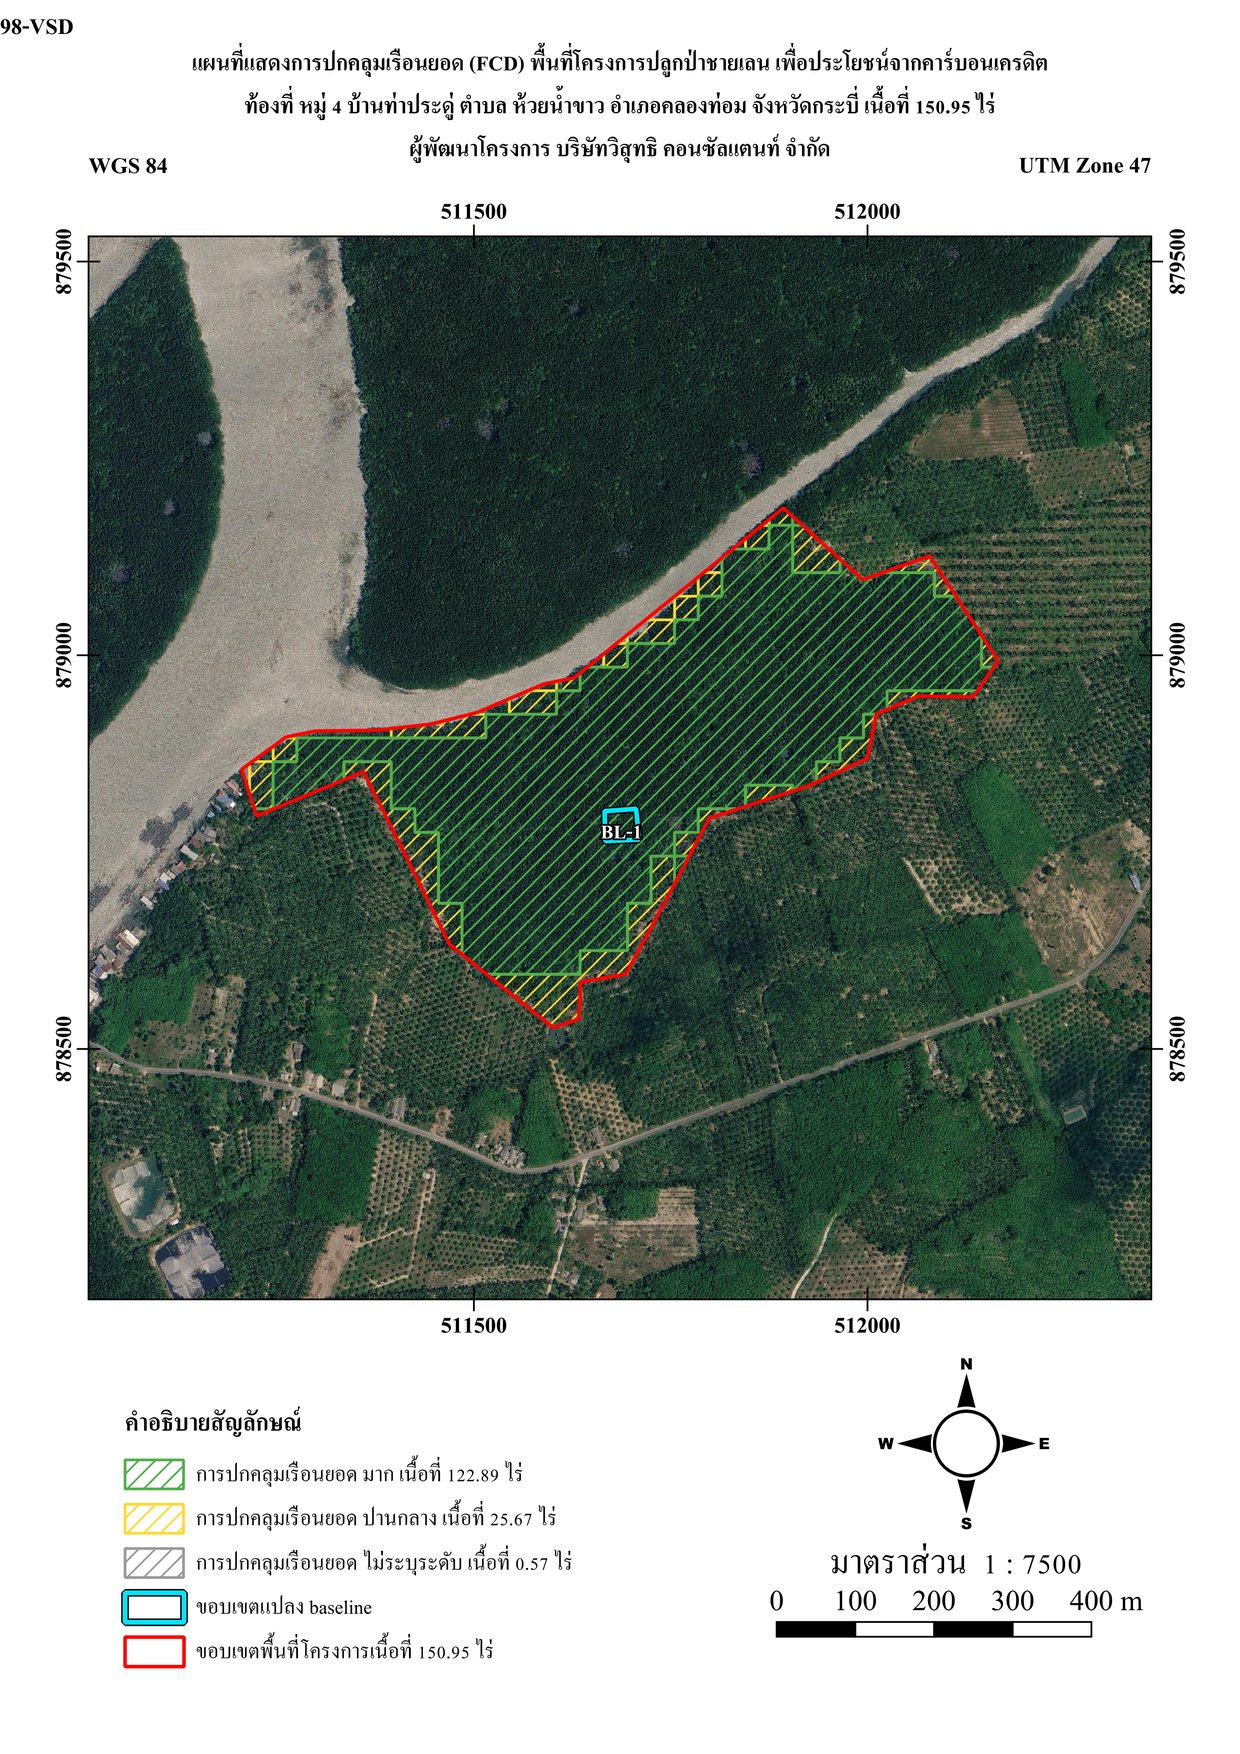 98-VSD
แผนที่แสดงการปกคลุมเรือนยอด (FCD) พื้นที่โครงการปลูกป่าชายเลน เพื่อประโยชน์จากคาร์บอนเครดิต
ท้องที่ หมู่ 4 บ้านท่าประดู่ ตำบล ห้วยน้ำขาว อำเภอคลองท่อม จังหวัดกระบี่ เนื้อที่ 150.95 ไร่
ผู้พัฒนาโครงการ บริษัทวิสุทธิ คอนซัลแตนท์ จำกัด
WGS 84 UTM Zone 47
511500 512000
879500 879500
879000 879000
BL-1
878500 878500
511500 512000
N
W E
S
คำอธิบายสัญลักษณ์
การปกคลุมเรือนยอด มาก เนื้อที่ 122.89 ไร่
การปกคลุมเรือนยอด ปานกลาง เนื้อที่ 25.67 ไร่
การปกคลุมเรือนยอด ไม่ระบุระดับ เนื้อที่ 0.57 ไร่
ขอบเขตแปลง baseline
ขอบเขตพื้นที่โครงการเนื้อที่ 150.95 ไร่
มาตราส่วน 1 : 7500
0 100 200 300 400 m